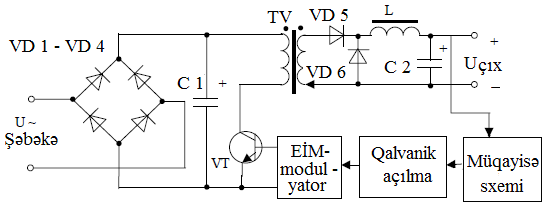 TV
VD 5
L
VD 1 - VD 4
C 1
+
VD 6
C 2
+
+
Uçıx
−
U ~
Şəbəkə
VT
EİM-
modul -
yator
Qalvanik
açılma
Müqayisə
sxemi